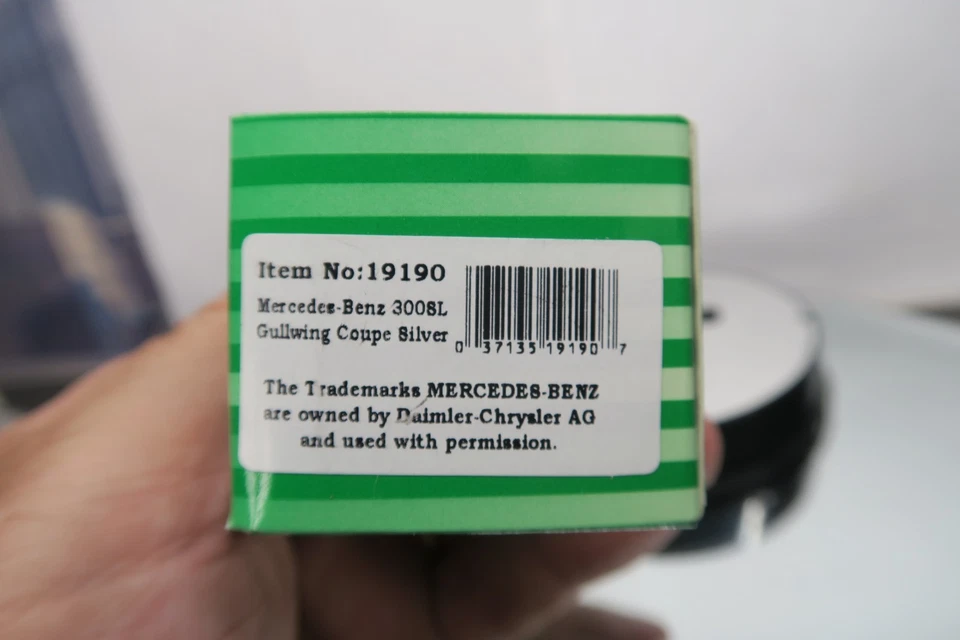 Item No:19190
Mercedes-Benz 300SL
Gullwing Coupe Silver
0 37135 19190 7
The Trademarks MERCEDES-BENZ
are owned by Daimler-Chrysler AG
and used with permission.